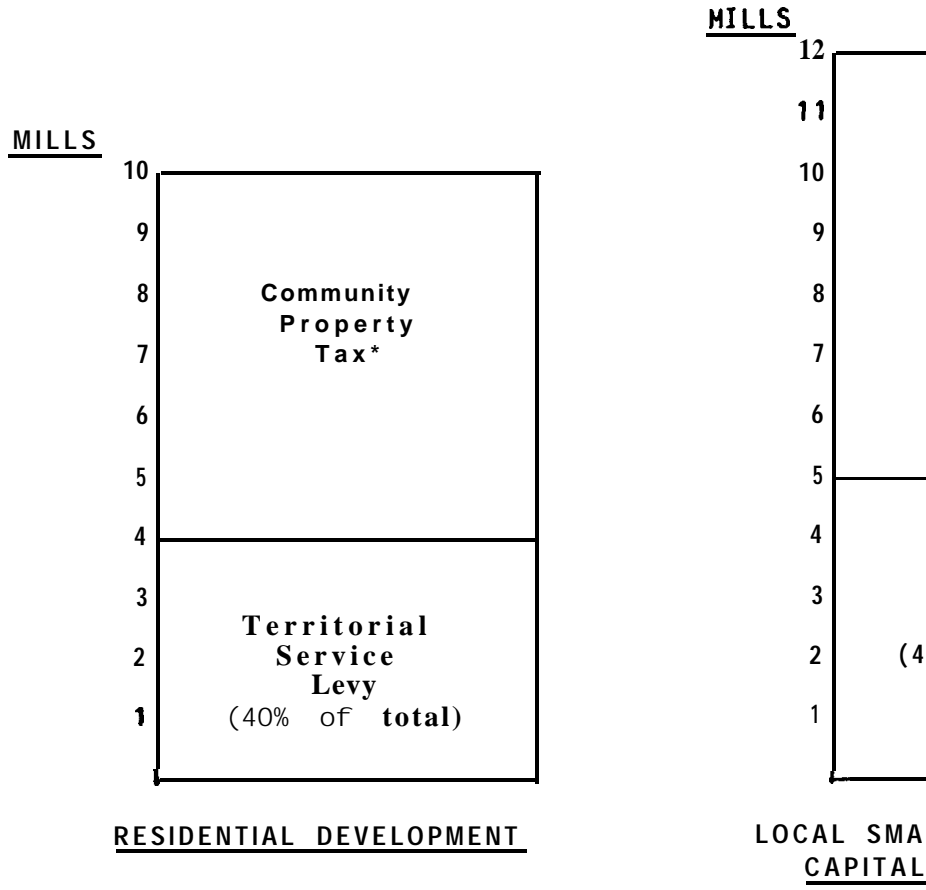 MILLS
10
9
8
7
6
5
4
3
2
1
Community
Property
Tax*
Territorial
Service
Levy
(40% of total)
RESIDENTIAL DEVELOPMENT
MILLS
12
11
10
9
8
7
6
5
4
3
2
1
(4
LOCAL SMA
CAPITAL